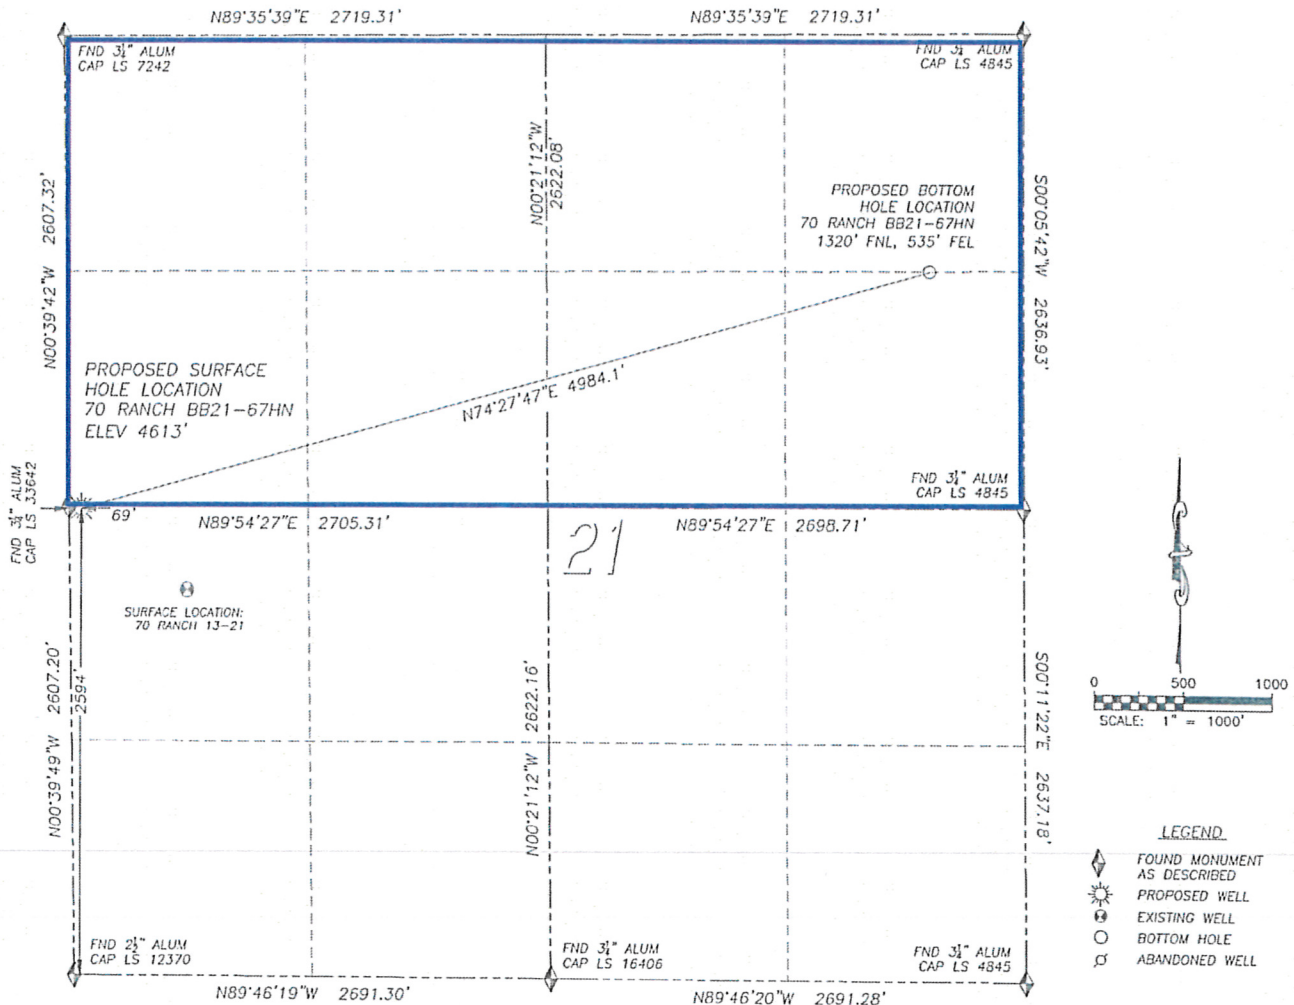 N89°35'39"E 2719.31'
N89°35'39"E 2719.31'
FND 3¼" ALUM
CAP LS 7242
FND 3¼" ALUM
CAP LS 4845
N00°39'42"W 2607.32'
N00°21'12"W
2622.08'
S00°05'42"W 2636.93'
PROPOSED BOTTOM
HOLE LOCATION
70 RANCH BB21-67HN
1320' FNL, 535' FEL
PROPOSED SURFACE
HOLE LOCATION
70 RANCH BB21-67HN
ELEV 4613'
N74°27'47"E 4984.1'
FND 3¼" ALUM
CAP LS 33642
FND 3¼" ALUM
CAP LS 4845
69'
N89°54'27"E 2705.31'
N89°54'27"E 2698.71'
21
SURFACE LOCATION:
70 RANCH 13-21
N00°39'49"W 2607.20'
2594'
N00°21'12"W 2622.16'
S00°11'22"E 2637.18'
0 500 1000
SCALE: 1" = 1000'
LEGEND
FOUND MONUMENT
AS DESCRIBED
PROPOSED WELL
EXISTING WELL
BOTTOM HOLE
ABANDONED WELL
FND 2½" ALUM
CAP LS 12370
FND 3¼" ALUM
CAP LS 16406
FND 3¼" ALUM
CAP LS 4845
N89°46'19"W 2691.30'
N89°46'20"W 2691.28'